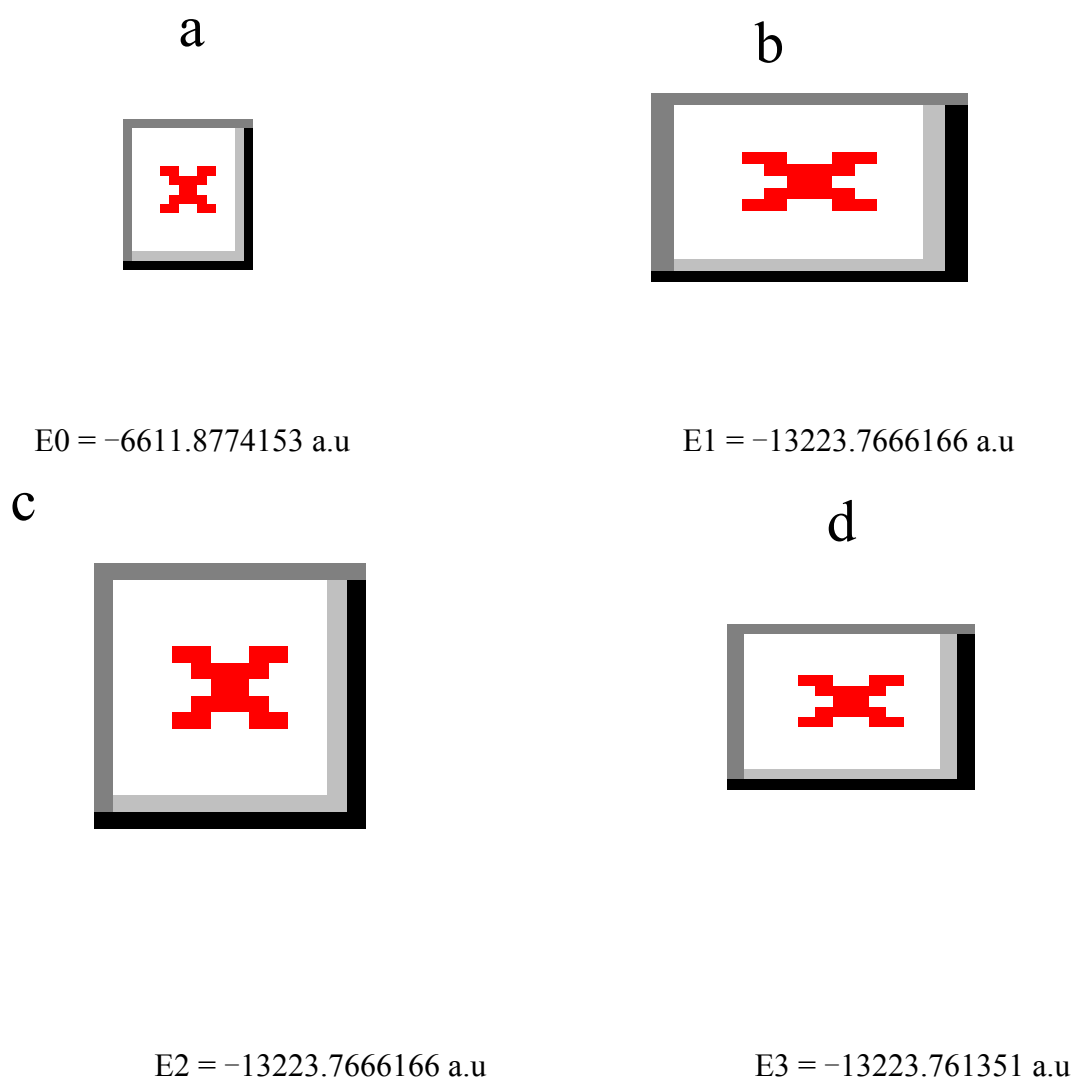 a
b
E0 = −6611.8774153 a.u
E1 = −13223.7666166 a.u
c
d
E2 = −13223.7666166 a.u
E3 = −13223.761351 a.u